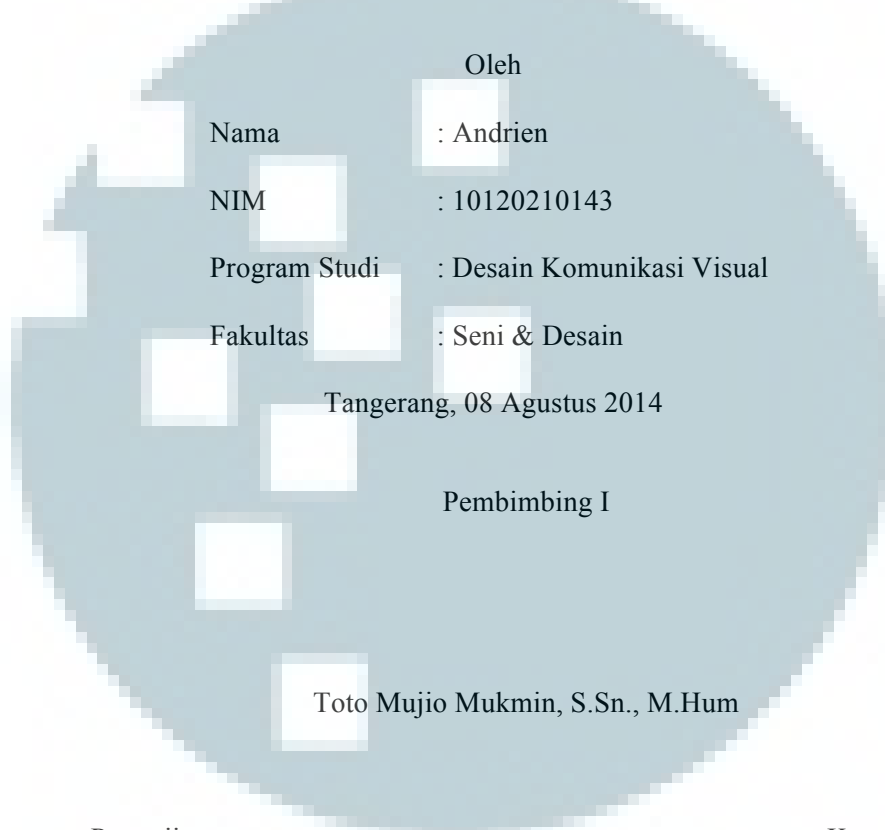 Oleh
Nama : Andrien
NIM : 10120210143
Program Studi : Desain Komunikasi Visual
Fakultas : Seni & Desain
Tangerang, 08 Agustus 2014
Pembimbing I
Toto Mujio Mukmin, S.Sn., M.Hum